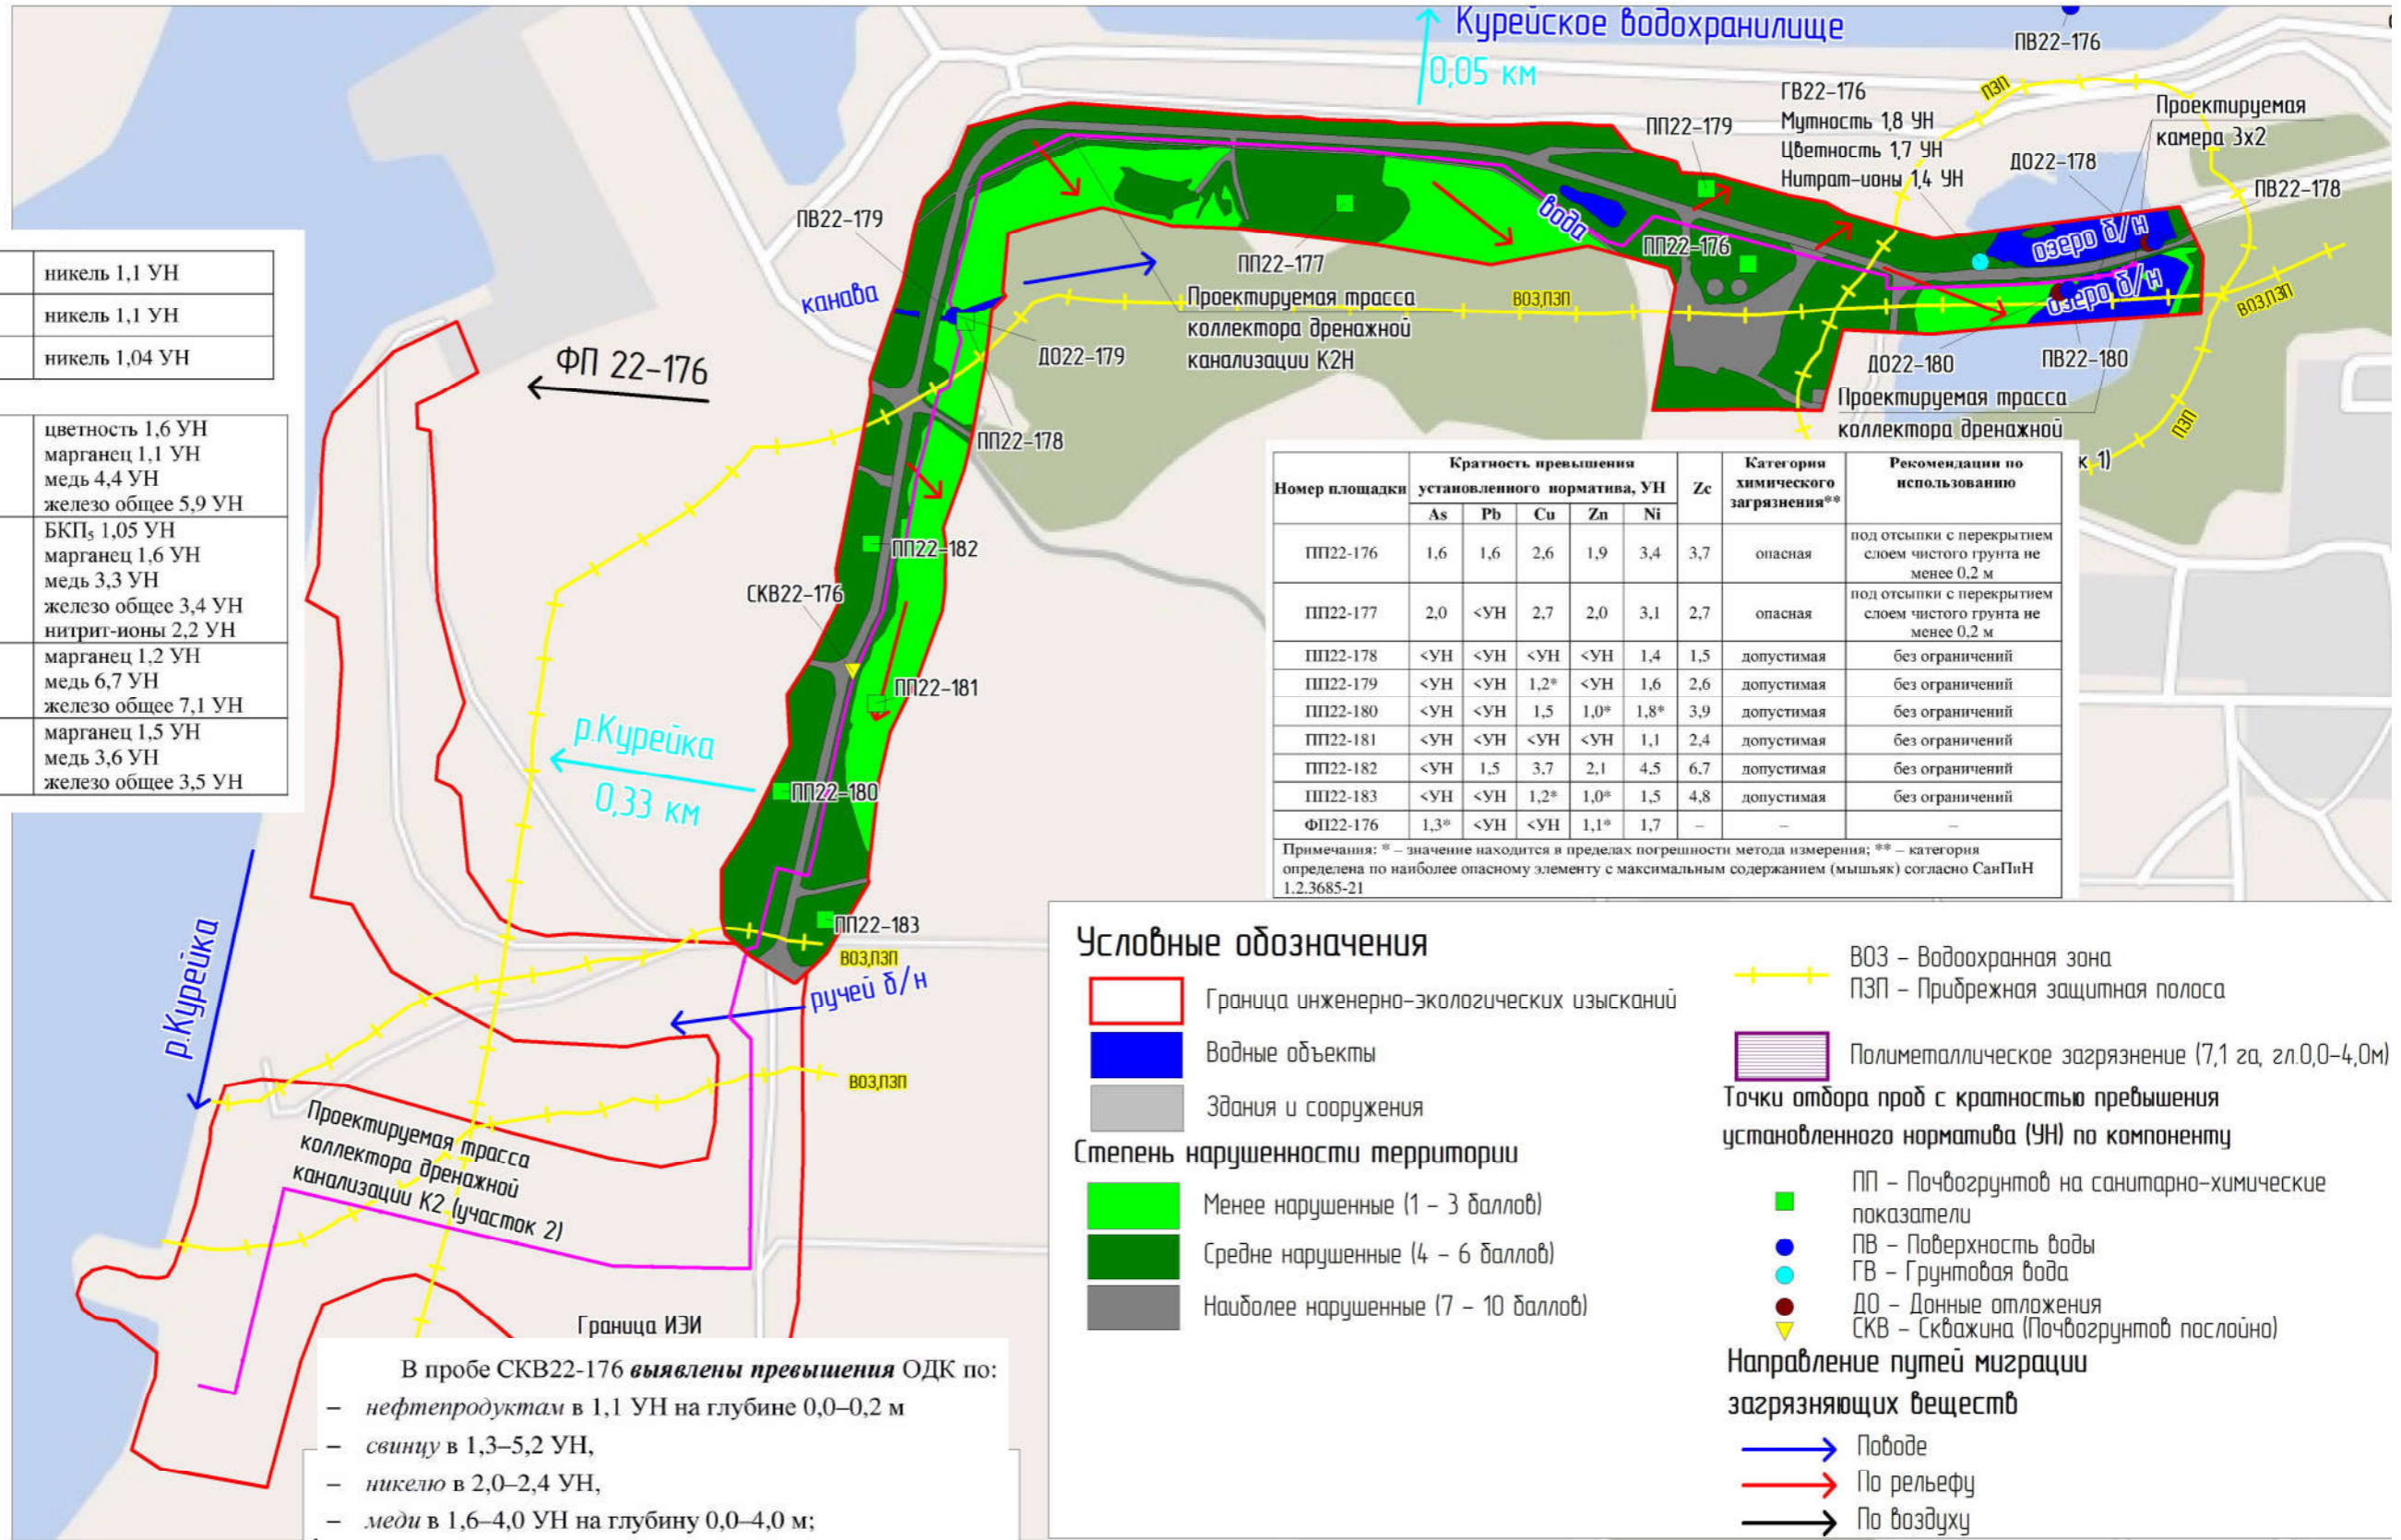 Курейское водохранилище
0,05 км
ПВ22-176
ПЗП
ГВ22-176
Мутность 1,8 УН
Цветность 1,7 УН
Нитрат-ионы 1,4 УН
Проектируемая
камера 3х2
ПП22-179
ДО22-178
ПВ22-178
ПВ22-179
вода
ПП22-176
озеро б/н
озеро б/н
ПП22-177
канава
Проектируемая трасса
коллектора дренажной
канализации К2Н
ВОЗ,ПЗП
ВОЗ,ПЗП
ДО22-179
ДО22-180
ПВ22-180
Проектируемая трасса
коллектора дренажной
к 1)
ПЗП
ФП 22-176
ПП22-178
никель 1,1 УН
никель 1,1 УН
никель 1,04 УН
цветность 1,6 УН
марганец 1,1 УН
медь 4,4 УН
железо общее 5,9 УН
БКП₅ 1,05 УН
марганец 1,6 УН
медь 3,3 УН
железо общее 3,4 УН
нитрит-ионы 2,2 УН
марганец 1,2 УН
медь 6,7 УН
железо общее 7,1 УН
марганец 1,5 УН
медь 3,6 УН
железо общее 3,5 УН
ПП22-182
СКВ22-176
ПП22-181
р.Курейка
0,33 км
ПП22-180
ПП22-183
ВОЗ,ПЗП
ручей б/н
р.Курейка
ВОЗ,ПЗП
Проектируемая трасса
коллектора дренажной
канализации К2 (участок 2)
Граница ИЭИ
Номер площадки Кратность превышения установленного норматива, УН Zc Категория химического загрязнения** Рекомендации по использованию
As Pb Cu Zn Ni
ПП22-176 1,6 1,6 2,6 1,9 3,4 3,7 опасная под отсыпки с перекрытием слоем чистого грунта не менее 0,2 м
ПП22-177 2,0 <УН 2,7 2,0 3,1 2,7 опасная под отсыпки с перекрытием слоем чистого грунта не менее 0,2 м
ПП22-178 <УН <УН <УН <УН 1,4 1,5 допустимая без ограничений
ПП22-179 <УН <УН 1,2* <УН 1,6 2,6 допустимая без ограничений
ПП22-180 <УН <УН 1,5 1,0* 1,8* 3,9 допустимая без ограничений
ПП22-181 <УН <УН <УН <УН 1,1 2,4 допустимая без ограничений
ПП22-182 <УН 1,5 3,7 2,1 4,5 6,7 допустимая без ограничений
ПП22-183 <УН <УН 1,2* 1,0* 1,5 4,8 допустимая без ограничений
ФП22-176 1,3* <УН <УН 1,1* 1,7 – – –
Примечания: * – значение находится в пределах погрешности метода измерения; ** – категория
определена по наиболее опасному элементу с максимальным содержанием (мышьяк) согласно СанПиН
1.2.3685-21
Условные обозначения
Граница инженерно-экологических изысканий
Водные объекты
Здания и сооружения
Степень нарушенности территории
Менее нарушенные (1 – 3 баллов)
Средне нарушенные (4 – 6 баллов)
Наиболее нарушенные (7 – 10 баллов)
ВОЗ – Водоохранная зона
ПЗП – Прибрежная защитная полоса
Полиметаллическое загрязнение (7,1 га, гл.0,0-4,0м)
Точки отбора проб с кратностью превышения
установленного норматива (УН) по компоненту
ПП – Почвогрунтов на санитарно-химические
показатели
ПВ – Поверхность воды
ГВ – Грунтовая вода
ДО – Донные отложения
СКВ – Скважина (Почвогрунтов послойно)
Направление путей миграции
загрязняющих веществ
Поводе
По рельефу
По воздуху
В пробе СКВ22-176 выявлены превышения ОДК по:
– нефтепродуктам в 1,1 УН на глубине 0,0–0,2 м
– свинцу в 1,3–5,2 УН,
– никелю в 2,0–2,4 УН,
– меди в 1,6–4,0 УН на глубину 0,0–4,0 м;